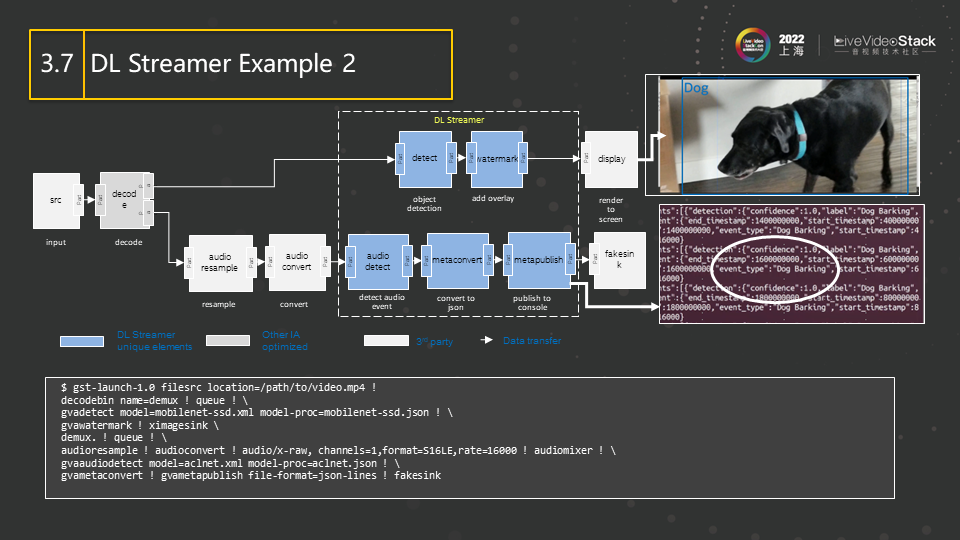 3.7 DL Streamer Example 2
2022
上海
LiveVideoStack
音视频技术社区
DL Streamer
Dog
detect
watermark
display
object
detection
add overlay
render
to
screen
src
decod
e
input
decode
audio
resample
audio
convert
audio
detect
metaconvert
metapublish
fakesin
k
resample
convert
detect audio
event
convert to
json
publish to
console
nts":[{"detection":{"confidence":1.0,"label":"Dog Barking",
ent":{"end_timestamp":1400000000,"start_timestamp":40000000
:1400000000,"event_type":"Dog Barking","start_timestamp":4
16000}
nts":[{"detection":{"confidence":1.0,"label":"Dog Barking",
ent":{"end_timestamp":1600000000,"start_timestamp":60000000
:1600000000,"event_type":"Dog Barking","start_timestamp":6
16000}
nts":[{"detection":{"confidence":1.0,"label":"Dog Barking",
ent":{"end_timestamp":1800000000,"start_timestamp":80000000
:1800000000,"event_type":"Dog Barking","start_timestamp":8
16000}
DL Streamer
unique elements
Other IA
optimized
3rd party
Data transfer
$ gst-launch-1.0 filesrc location=/path/to/video.mp4 !
decodebin name=demux ! queue ! \
gvadetect model=mobilenet-ssd.xml model-proc=mobilenet-ssd.json ! \
gvawatermark ! ximagesink \
demux. ! queue ! \
audioresample ! audioconvert ! audio/x-raw, channels=1,format=S16LE,rate=16000 ! audiomixer ! \
gvaaudiodetect model=aclnet.xml model-proc=aclnet.json ! \
gvametaconvert ! gvametapublish file-format=json-lines ! fakesink